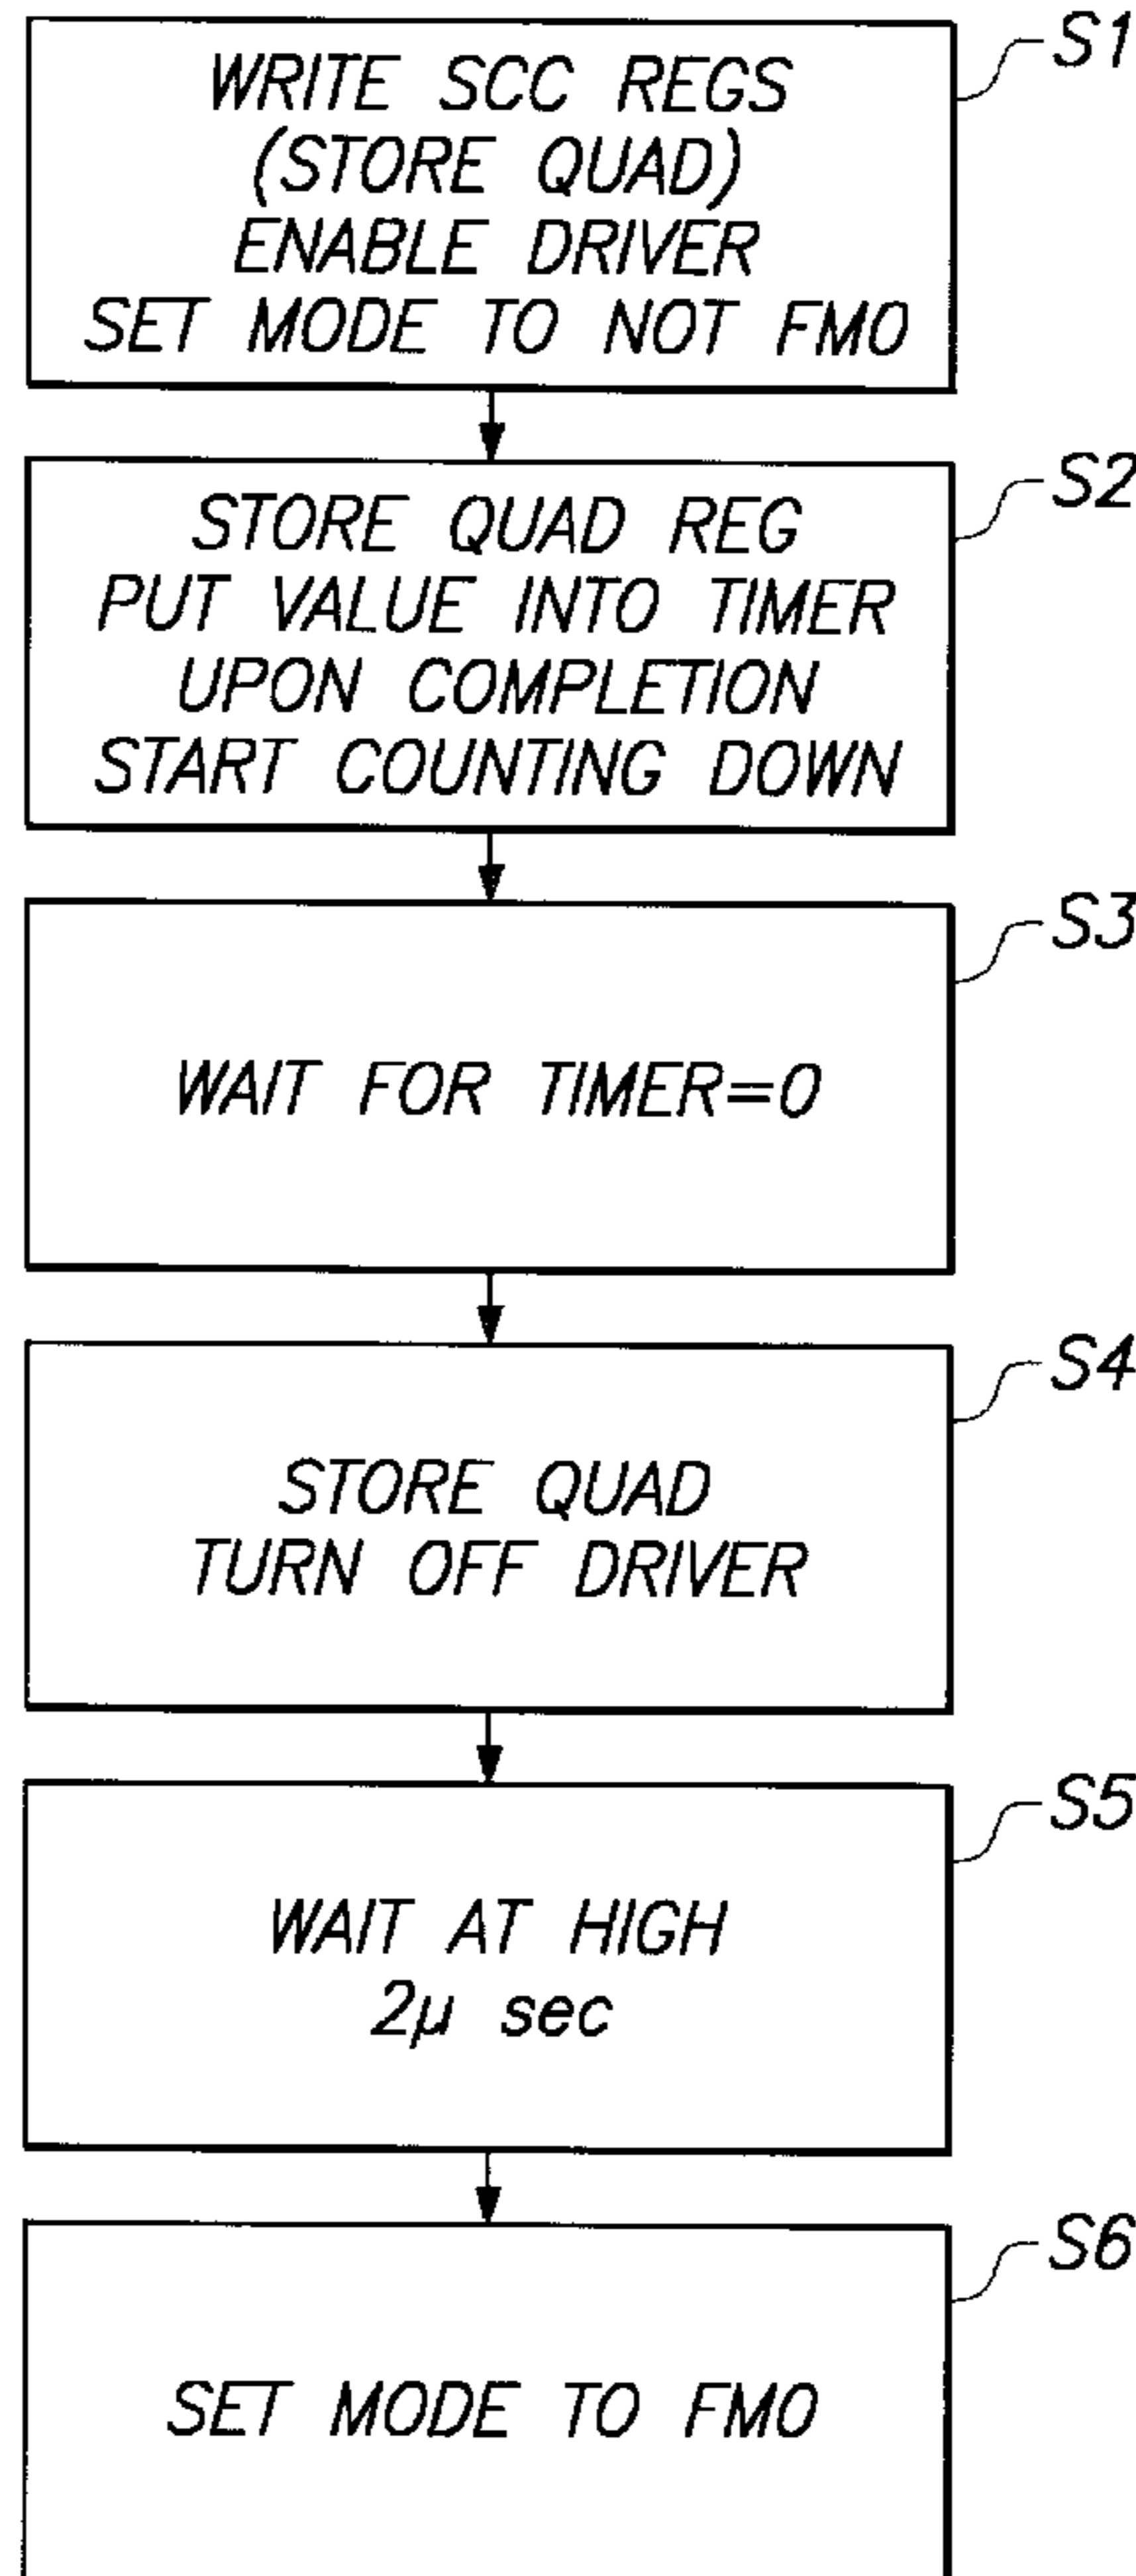 WRITE SCC REGS
(STORE QUAD)
ENABLE DRIVER
SET MODE TO NOT FMO
S1
STORE QUAD REG
PUT VALUE INTO TIMER
UPON COMPLETION
START COUNTING DOWN
S2
WAIT FOR TIMER=0
S3
STORE QUAD
TURN OFF DRIVER
S4
WAIT AT HIGH
2μ sec
S5
SET MODE TO FMO
S6